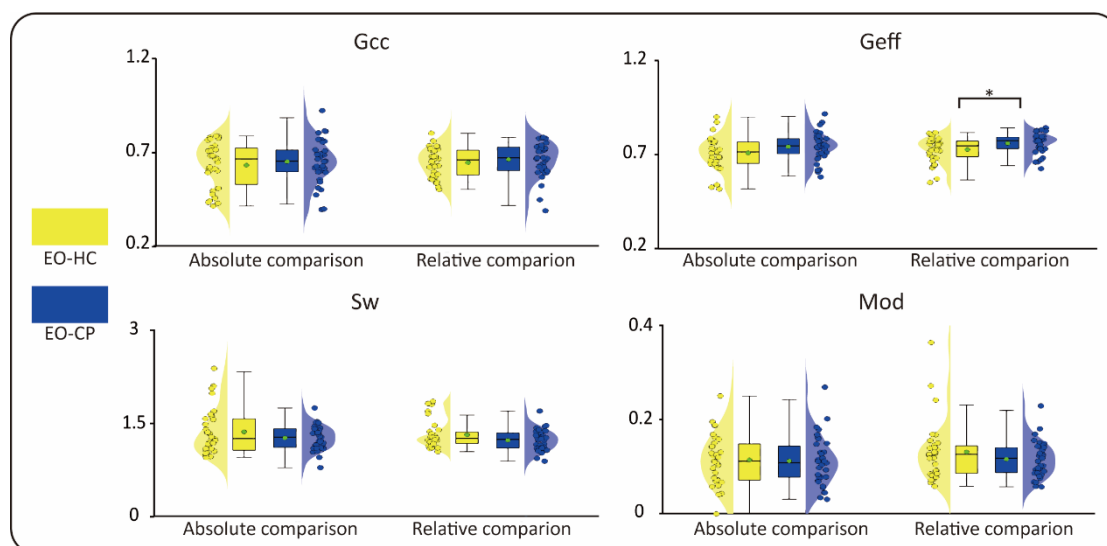 Gcc
1.2
0.7
0.2
Absolute comparison
Relative comparion
Geff
1.2
*
0.7
0.2
Absolute comparison
Relative comparion
EO-HC
EO-CP
Sw
3
1.5
0
Absolute comparison
Relative comparion
Mod
0.4
0.2
0
Absolute comparison
Relative comparion